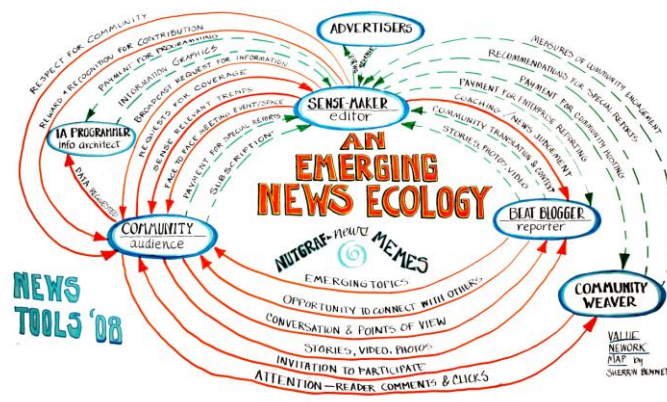 ADVERTISERS
RESPECT FOR COMMUNITY
REWARD & RECOGNITION FOR CONTRIBUTION
PAYMENT FOR PROGRAMMING
INFORMATION GRAPHICS
BROADCAST REQUEST FOR INFORMATION
REQUESTS FOR COVERAGE
SENSE RELEVANT TRENDS
FACE TO FACE MEETING EVENT/SPACE
PAYMENT FOR SPECIAL REPORTS
SUBSCRIPTION
MEASURES OF COMMUNITY ENGAGEMENT
RECOMMENDATIONS FOR SPECIAL REPORTS
PAYMENT FOR COMMUNITY HOSTING
PAYMENT FOR ENTERPRISE REPORTING
COACHING / NEWS JUDGEMENT
COMMUNITY TRANSLATION & CONTEXT
STORIES, PHOTOS, VIDEO
SENSE-MAKER
editor
IA PROGRAMMER
info architect
DATA REQUESTED
AN
EMERGING
NEWS ECOLOGY
COMMUNITY
audience
BEAT BLOGGER
reporter
NUTGRAF-news MEMES
COMMUNITY
WEAVER
EMERGING TOPICS
OPPORTUNITY TO CONNECT WITH OTHERS
CONVERSATION & POINTS OF VIEW
STORIES, VIDEO, PHOTOS
INVITATION TO PARTICIPATE
ATTENTION—READER COMMENTS & CLICKS
NEWS
TOOLS '08
VALUE
NEWORK
MAP by
SHERRIN BENNETT